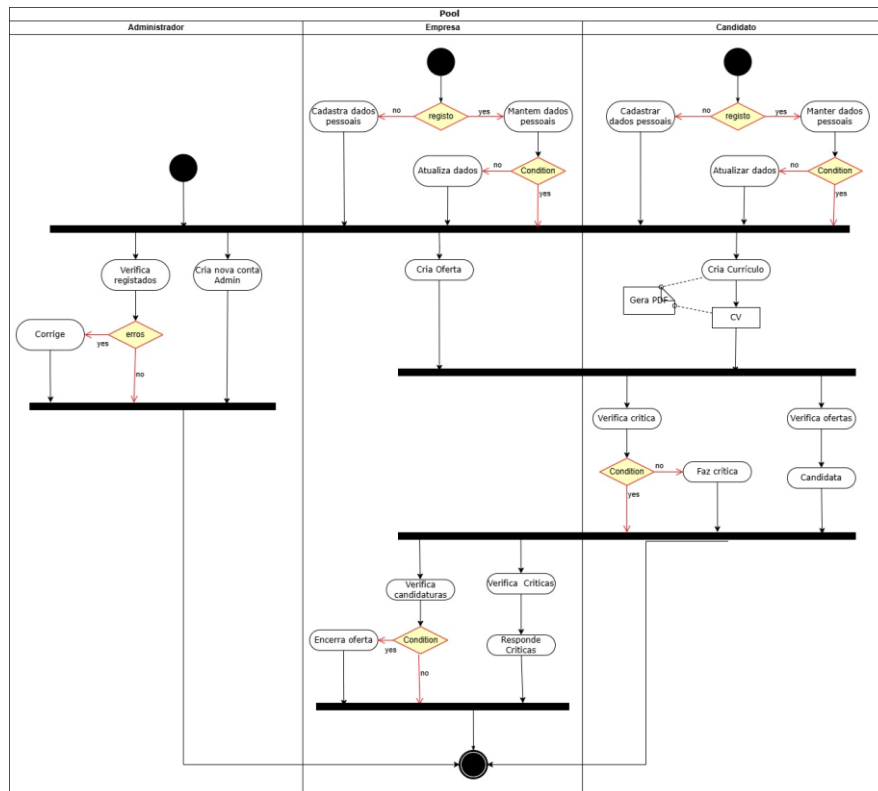 Pool
Administrador
Empresa
Candidato
Cadastra dados
pessoais
no
registo
yes
Mantem dados
pessoais
Cadastrar
dados pessoais
no
registo
yes
Manter dados
pessoais
Atualiza dados
no
Condition
yes
Atualizar dados
no
Condition
yes
Verifica
registados
Cria nova conta
Admin
Cria Oferta
Cria Currículo
Gera PDF
CV
Corrige
yes
erros
no
Verifica critica
Verifica ofertas
Condition
no
Faz crítica
yes
Candidata
Verifica
candidaturas
Verifica Criticas
Encerra oferta
yes
Condition
no
Responde
Criticas